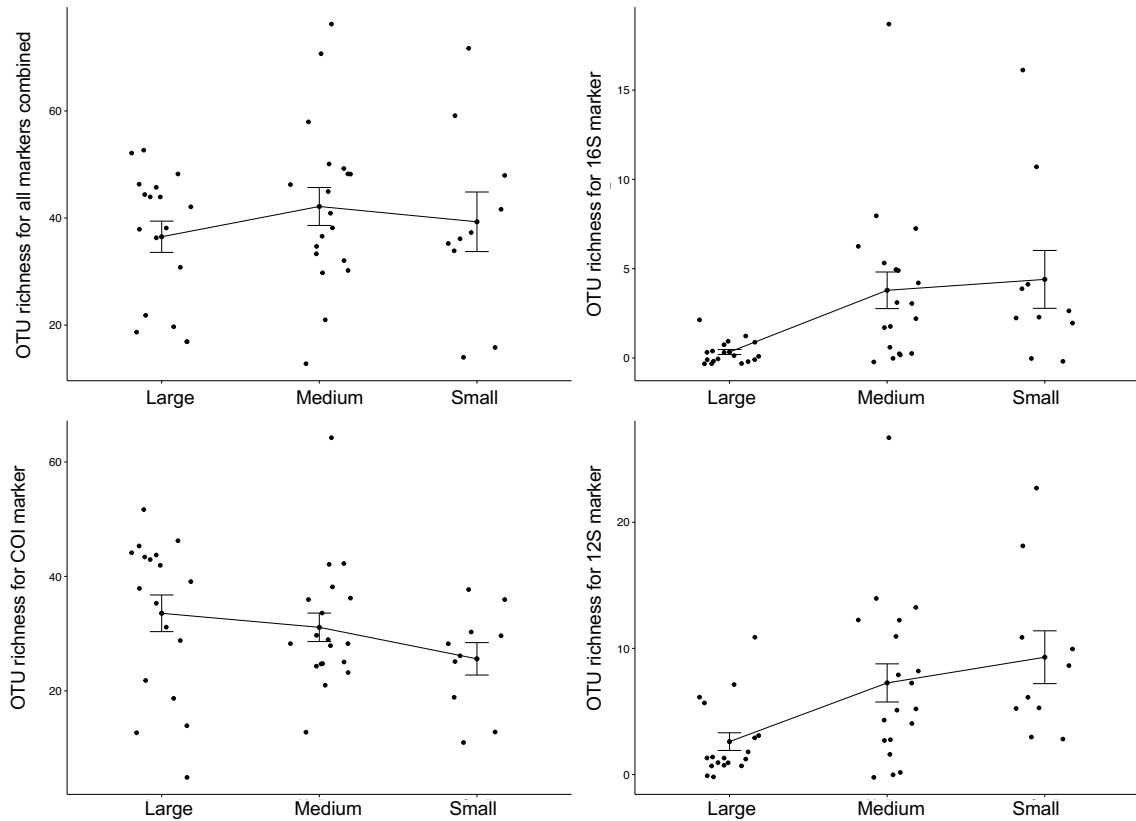 OTU richness for all markers combined
60
40
20
Large Medium Small
OTU richness for 16S marker
15
10
5
0
Large Medium Small
OTU richness for COI marker
60
40
20
Large Medium Small
OTU richness for 12S marker
20
10
0
Large Medium Small